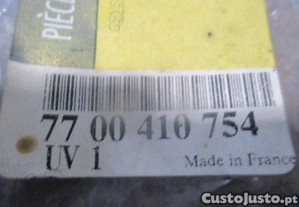 PIÈC
77 00 410 754
UV 1
Made in France
CustoJusto.pt